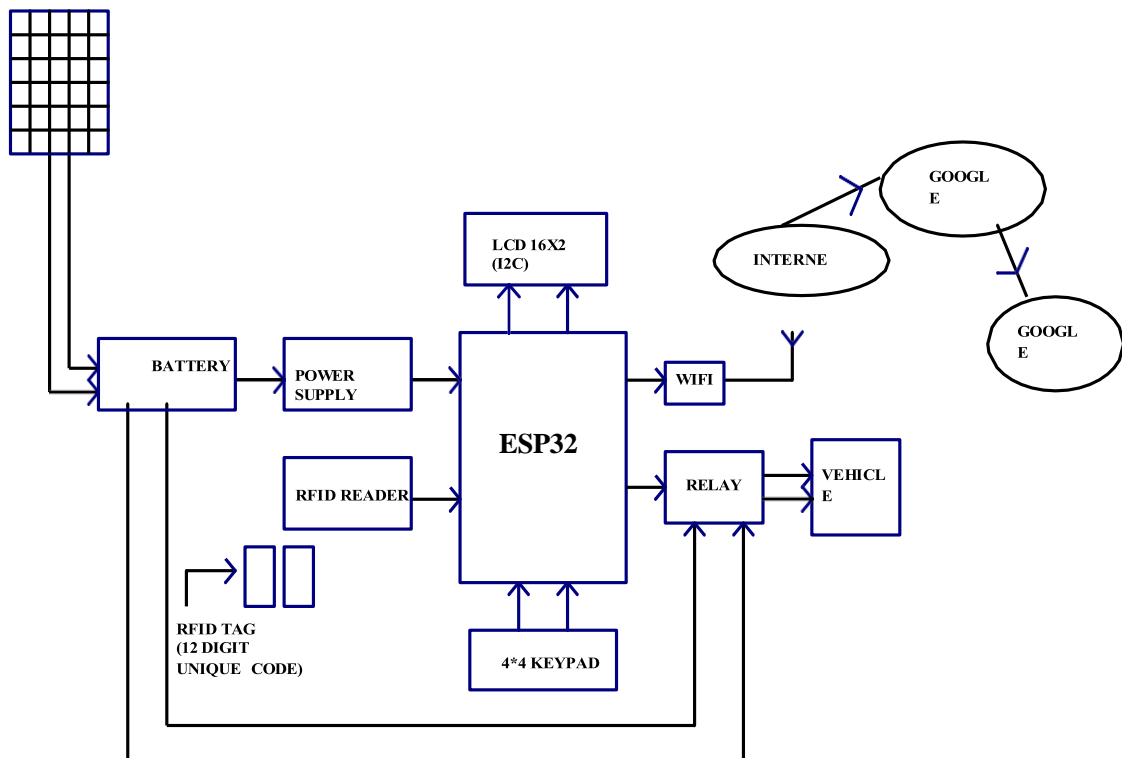 GOOGL
E
LCD 16X2
(I2C)
INTERNE
GOOGL
E
BATTERY
POWER
SUPPLY
WIFI
ESP32
RFID READER
RELAY
VEHICL
E
RFID TAG
(12 DIGIT
UNIQUE CODE)
4*4 KEYPAD